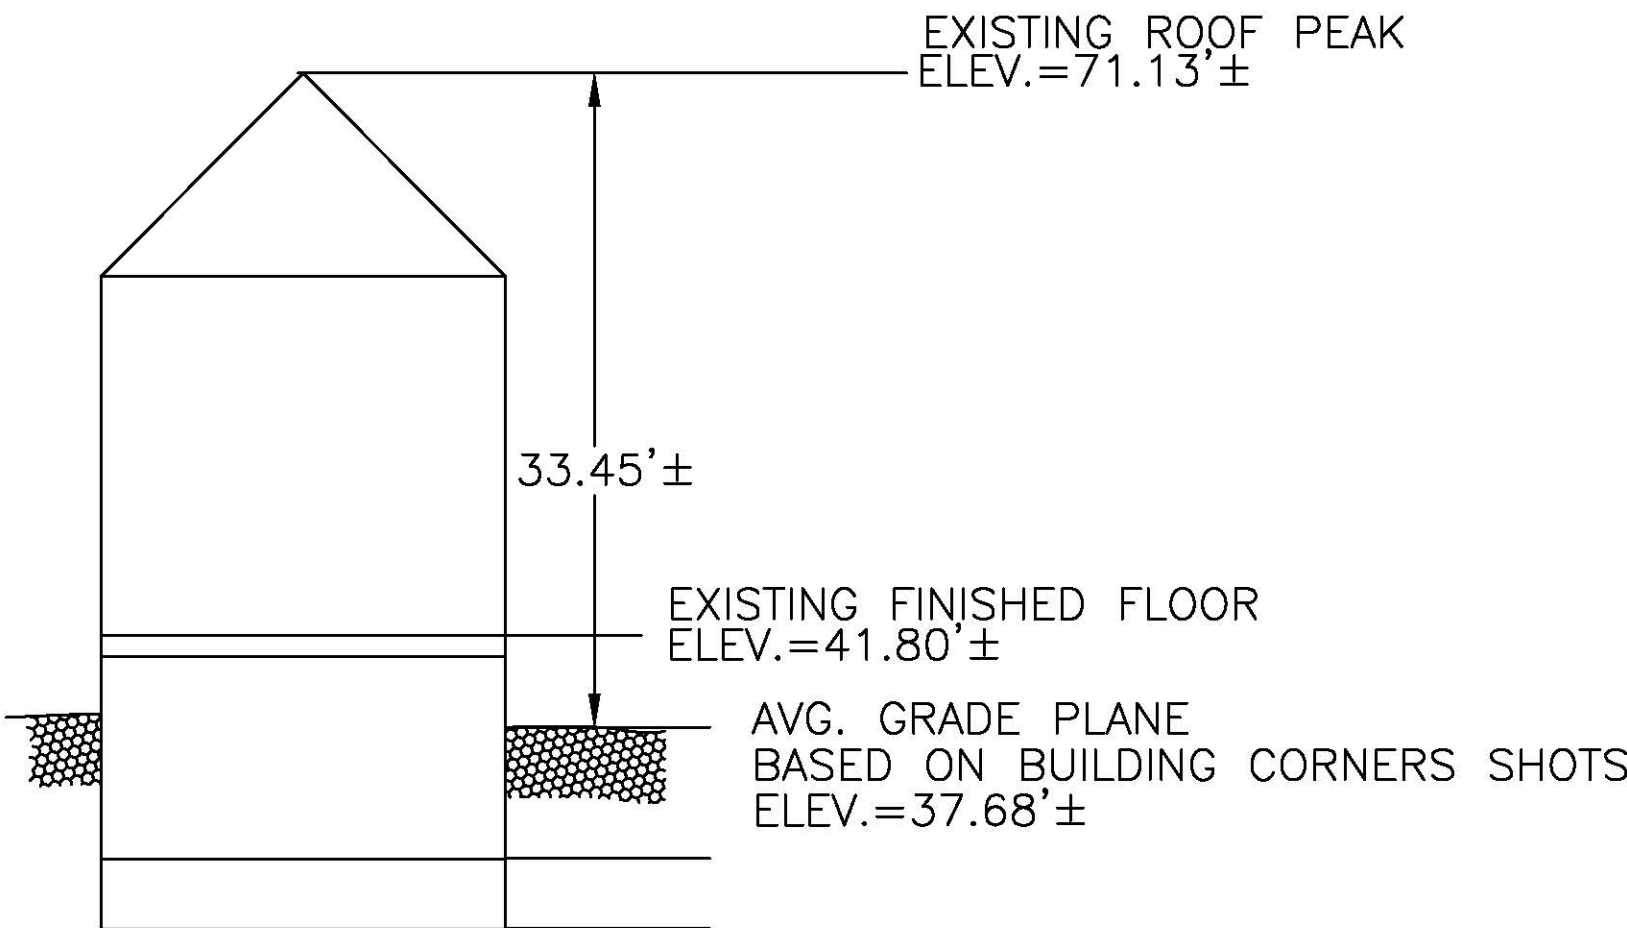 EXISTING ROOF PEAK
ELEV.=71.13'±
33.45'±
EXISTING FINISHED FLOOR
ELEV.=41.80'±
AVG. GRADE PLANE
BASED ON BUILDING CORNERS SHOTS
ELEV.=37.68'±